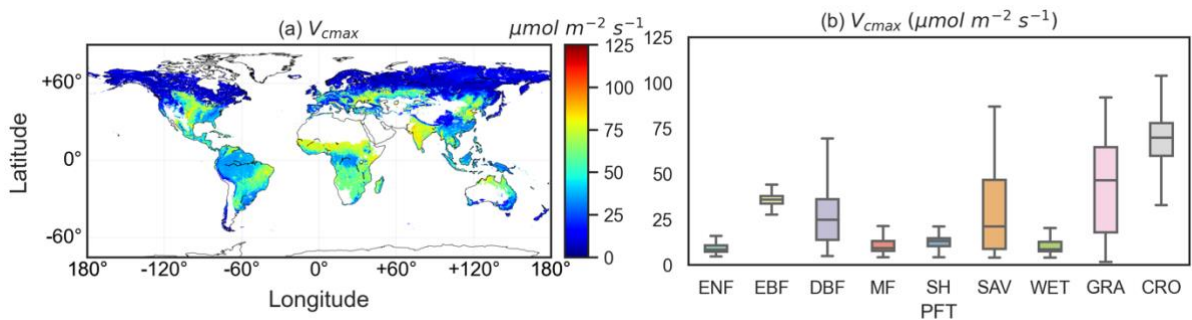 (a) V_cmax
μmol m⁻² s⁻¹
+60°
0°
-60°
180° -120° -60° 0° +60° +120° 180°
Latitude
Longitude
125
100
75
50
25
0
(b) V_cmax (μmol m⁻² s⁻¹)
125
100
75
50
25
0
ENF EBF DBF MF SH SAV WET GRA CRO
PFT